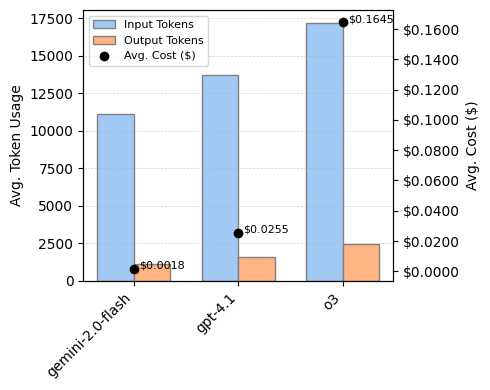 17500
15000
12500
10000
7500
5000
2500
0
Avg. Token Usage
Input Tokens
Output Tokens
Avg. Cost ($)
$0.0018
$0.0255
$0.1645
$0.1600
$0.1400
$0.1200
$0.1000
$0.0800
$0.0600
$0.0400
$0.0200
$0.0000
Avg. Cost ($)
gemini-2.0-flash
gpt-4.1
o3